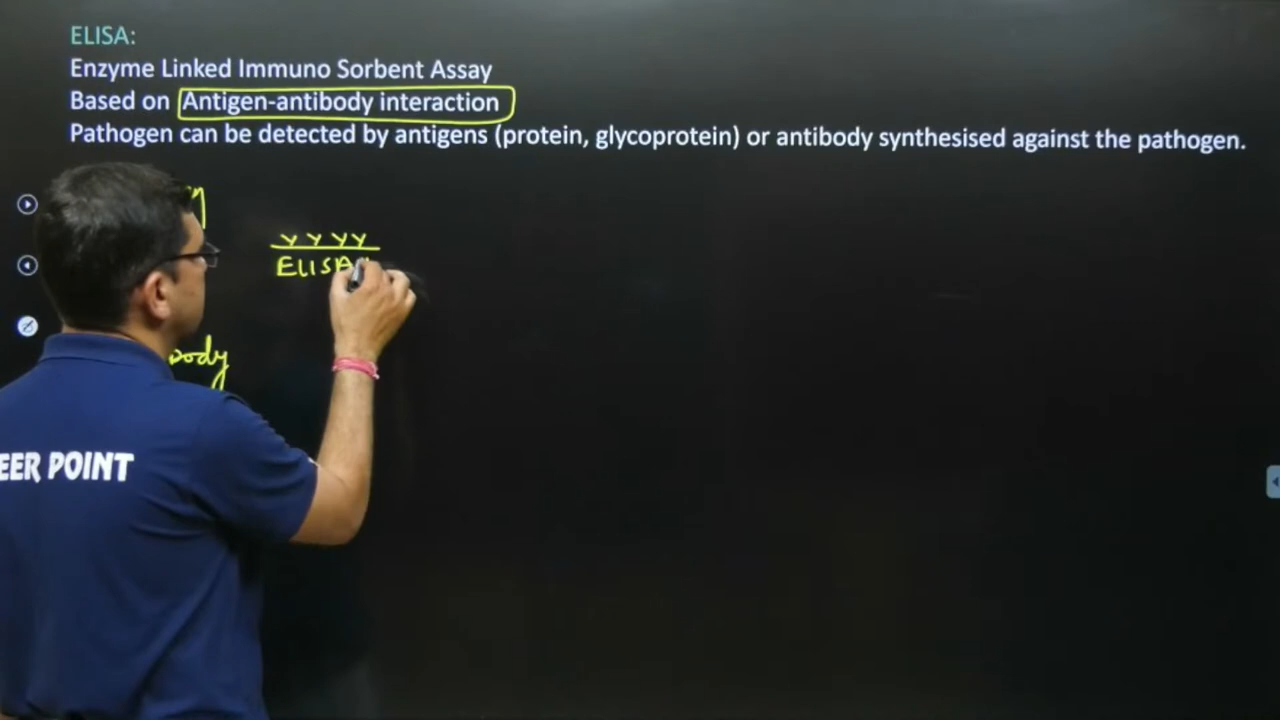 ELISA:
Enzyme Linked Immuno Sorbent Assay
Based on Antigen-antibody interaction
Pathogen can be detected by antigens (protein, glycoprotein) or antibody synthesised against the pathogen.
Y Y Y Y
ELISA
body
EER POINT